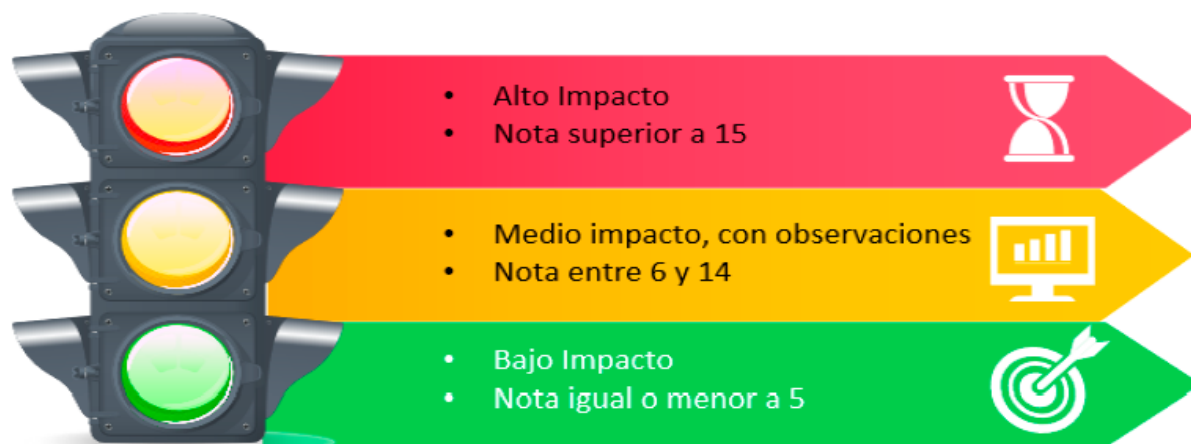 • Alto Impacto
• Nota superior a 15
• Medio impacto, con observaciones
• Nota entre 6 y 14
• Bajo Impacto
• Nota igual o menor a 5